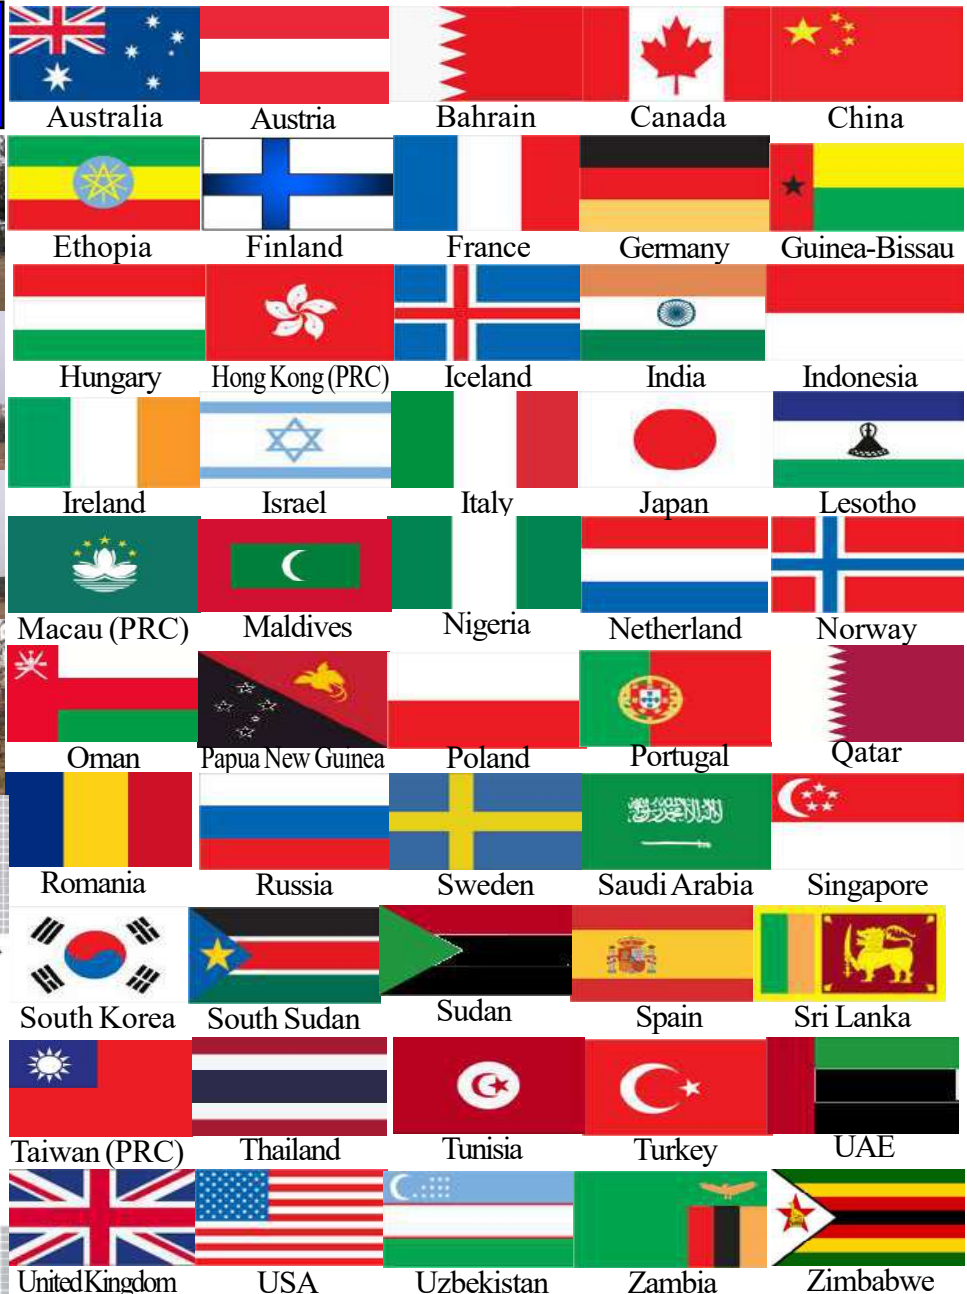 Australia
Austria
Bahrain
Canada
China
Ethopia
Finland
France
Germany
Guinea-Bissau
Hungary
Hong Kong (PRC)
Iceland
India
Indonesia
Ireland
Israel
Italy
Japan
Lesotho
Macau (PRC)
Maldives
Nigeria
Netherland
Norway
Oman
Papua New Guinea
Poland
Portugal
Qatar
Romania
Russia
Sweden
Saudi Arabia
Singapore
South Korea
South Sudan
Sudan
Spain
Sri Lanka
Taiwan (PRC)
Thailand
Tunisia
Turkey
UAE
United Kingdom
USA
Uzbekistan
Zambia
Zimbabwe